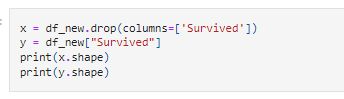 x = df_new.drop(columns=['Survived'])
y = df_new["Survived"]
print(x.shape)
print(y.shape)